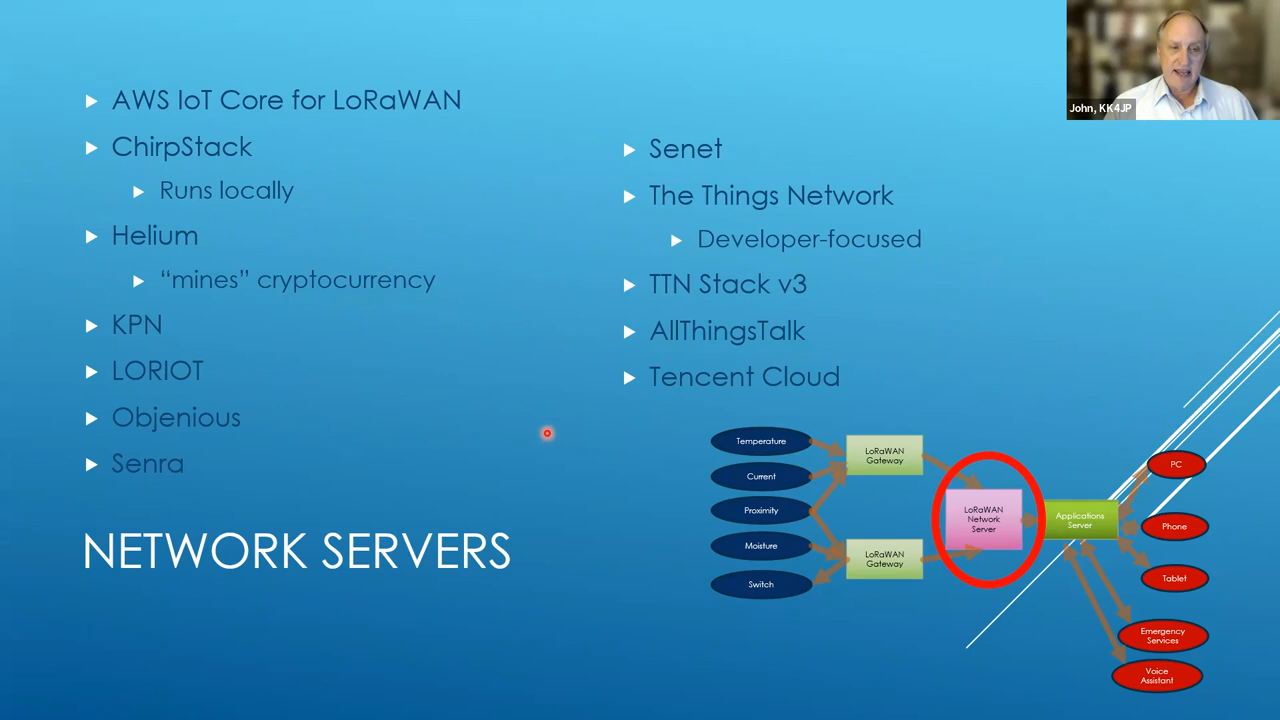 John, KK4JP
AWS IoT Core for LoRaWAN
ChirpStack
Runs locally
Helium
“mines” cryptocurrency
KPN
LORIOT
Objenious
Senra
Senet
The Things Network
Developer-focused
TTN Stack v3
AllThingsTalk
Tencent Cloud
NETWORK SERVERS
Temperature
Current
Proximity
Moisture
Switch
LoRaWAN
Gateway
LoRaWAN
Gateway
LoRaWAN
Network
Server
Applications
Server
PC
Phone
Tablet
Emergency
Services
Voice
Assistant